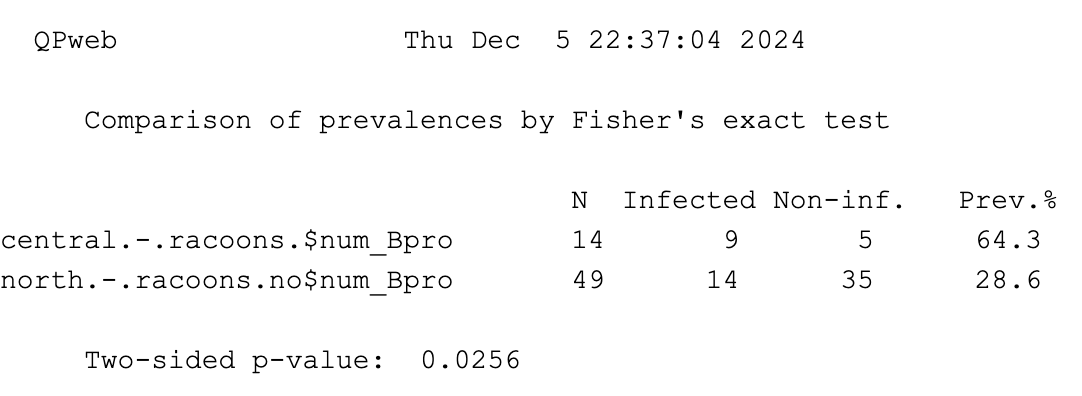 QPweb Thu Dec  5 22:37:04 2024
Comparison of prevalences by Fisher's exact test
N Infected Non-inf. Prev.%
central.-.racoons.$num_Bpro 14 9 5 64.3
north.-.racoons.no$num_Bpro 49 14 35 28.6
Two-sided p-value: 0.0256